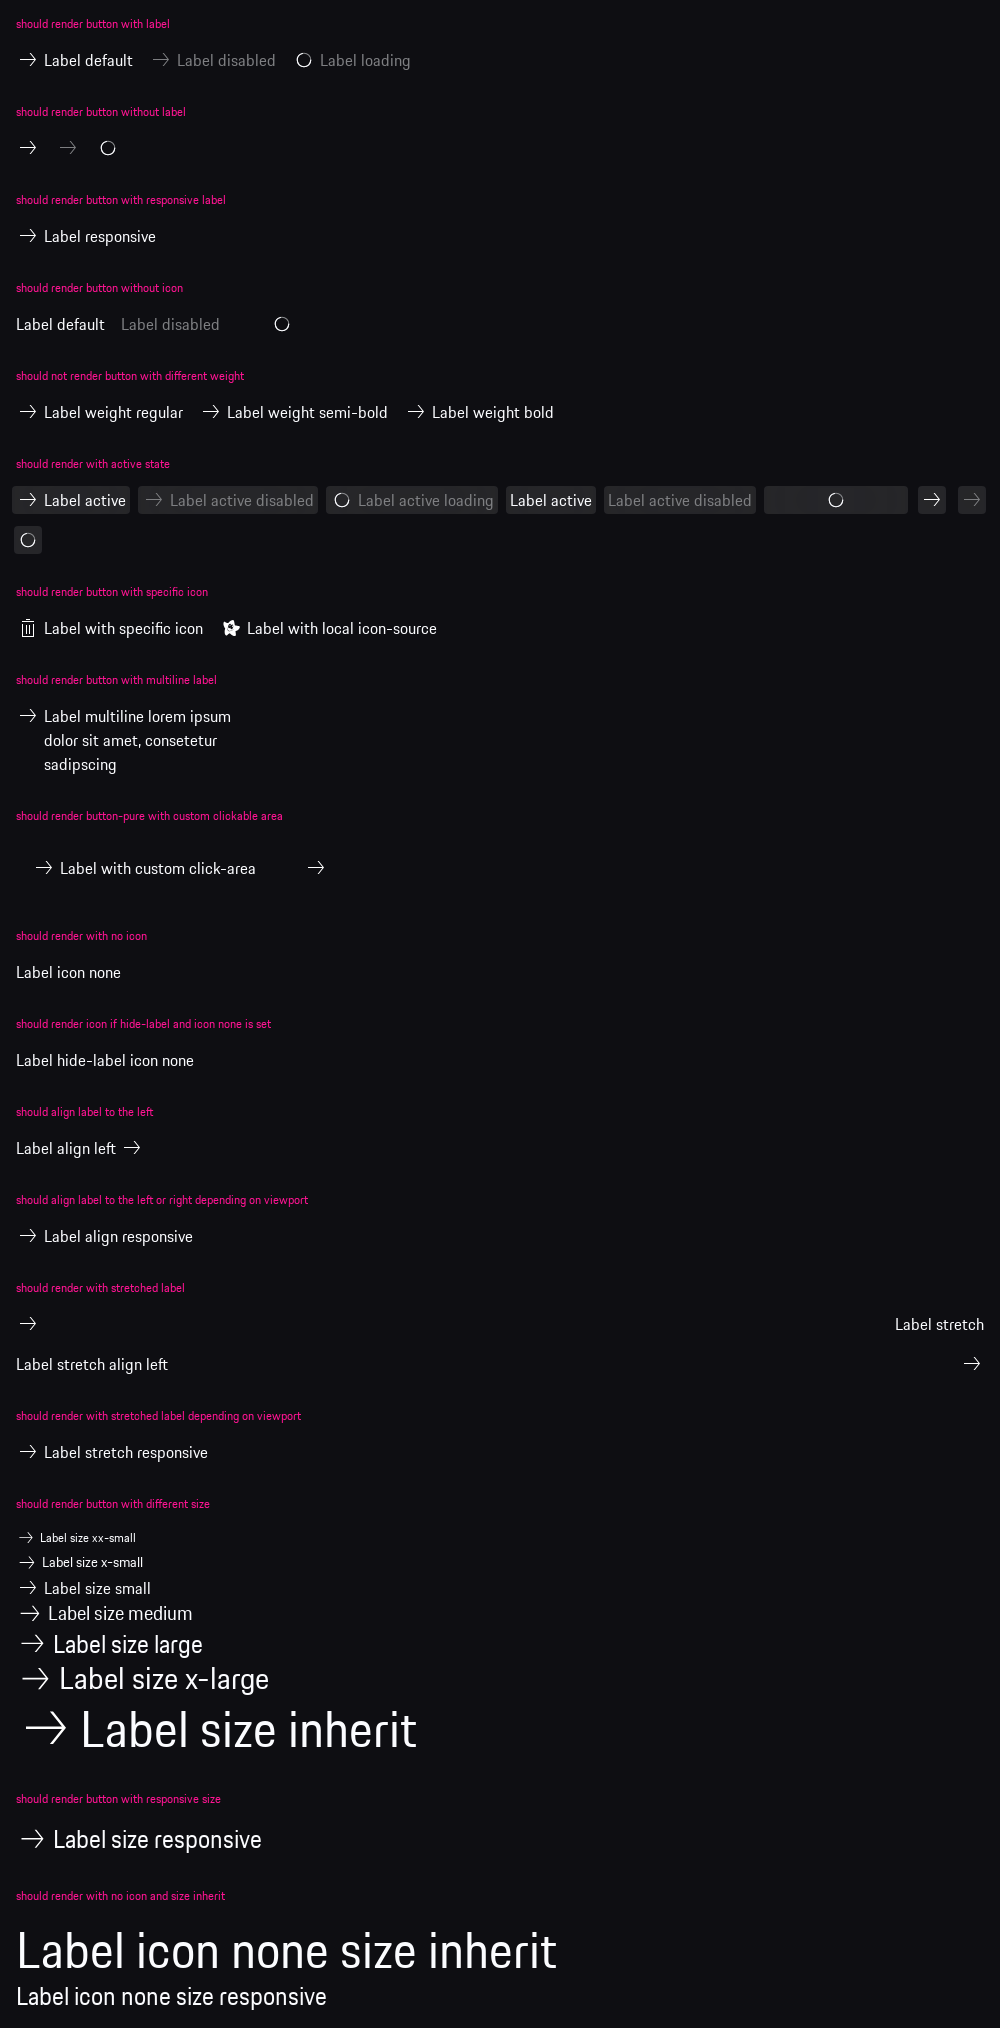 should render button with label
Label default Label disabled Label loading
should render button without label
should render button with responsive label
Label responsive
should render button without icon
Label default Label disabled
should not render button with different weight
Label weight regular Label weight semi-bold Label weight bold
should render with active state
Label active Label active disabled Label active loading Label active Label active disabled
should render button with specific icon
Label with specific icon Label with local icon-source
should render button with multiline label
Label multiline lorem ipsum
dolor sit amet, consetetur
sadipscing
should render button-pure with custom clickable area
Label with custom click-area
should render with no icon
Label icon none
should render icon if hide-label and icon none is set
Label hide-label icon none
should align label to the left
Label align left
should align label to the left or right depending on viewport
Label align responsive
should render with stretched label
Label stretch
Label stretch align left
should render with stretched label depending on viewport
Label stretch responsive
should render button with different size
Label size xx-small
Label size x-small
Label size small
Label size medium
Label size large
Label size x-large
Label size inherit
should render button with responsive size
Label size responsive
should render with no icon and size inherit
Label icon none size inherit
Label icon none size responsive